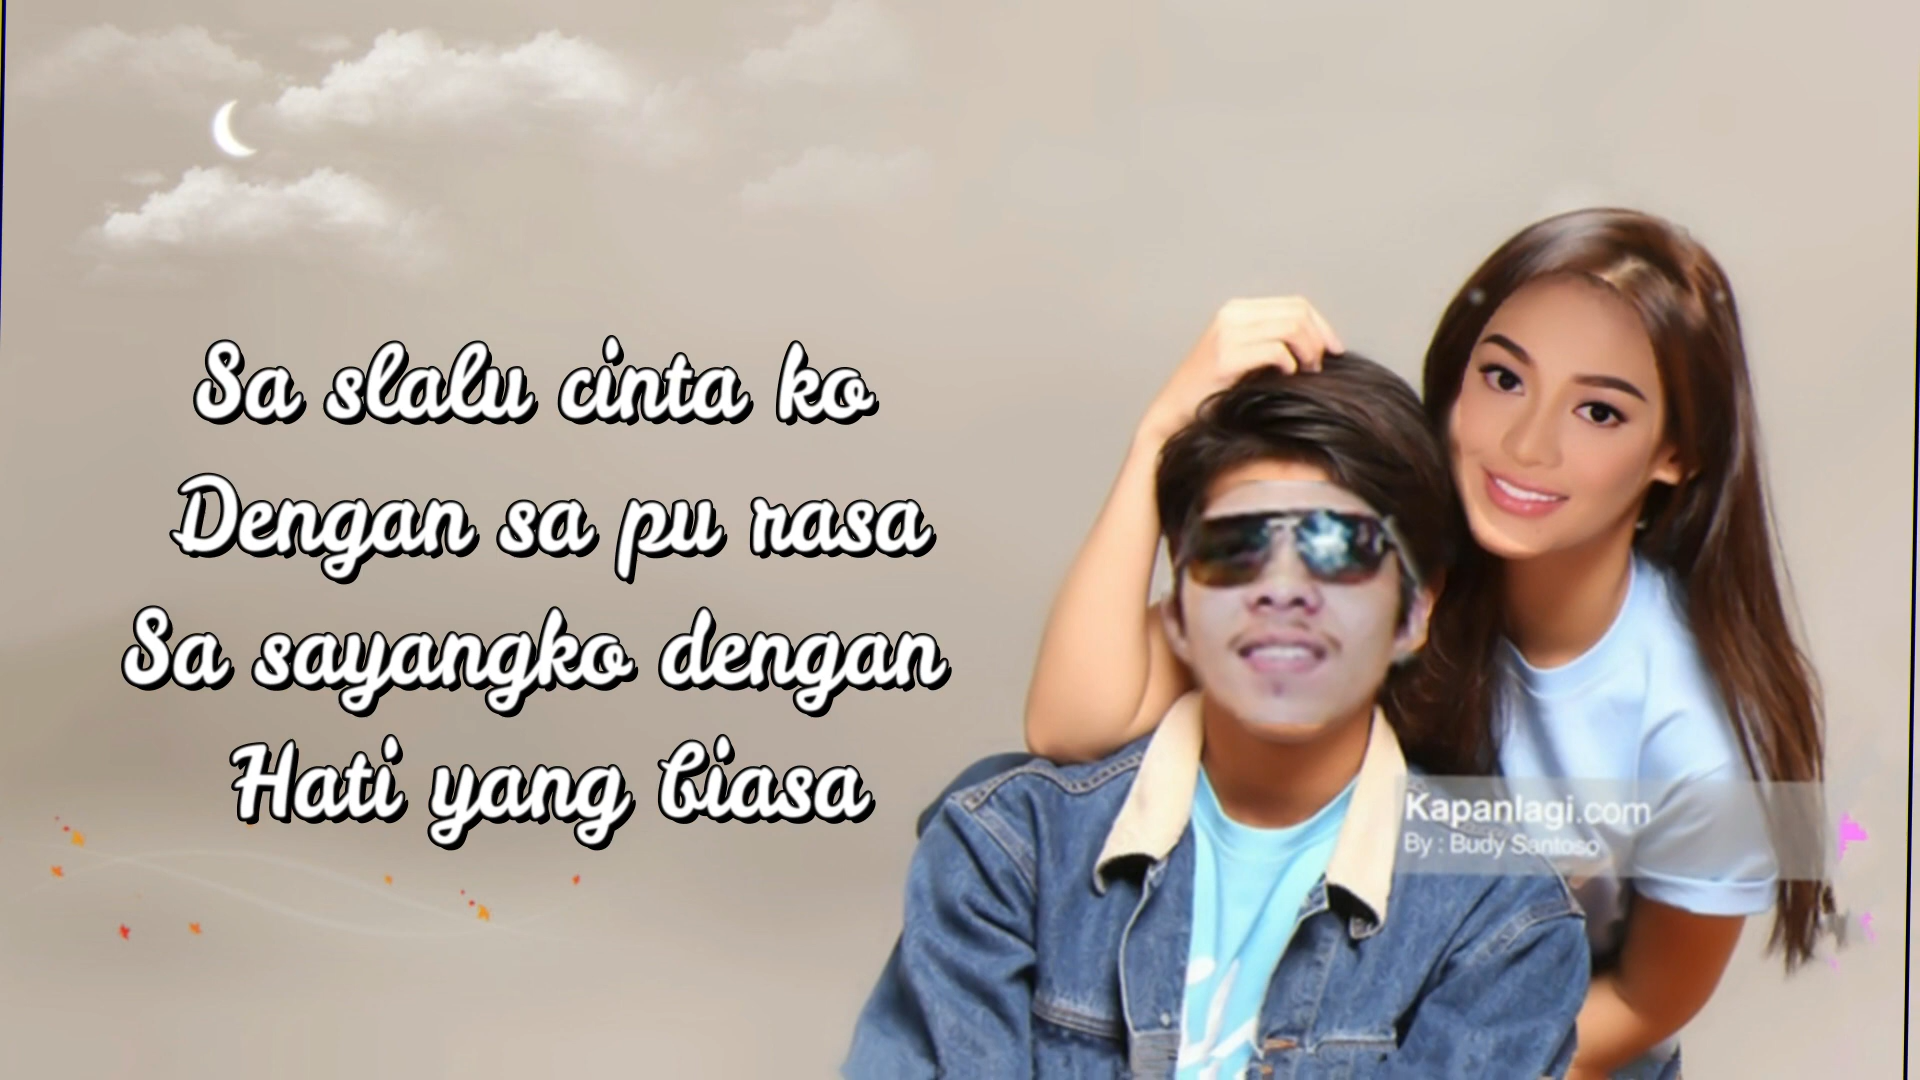 Sa slalu cinta ko
Dengan sa pu rasa
Sa sayangko dengan
Hati yang biasa
Kapanlagi.com
By : Budy Santoso